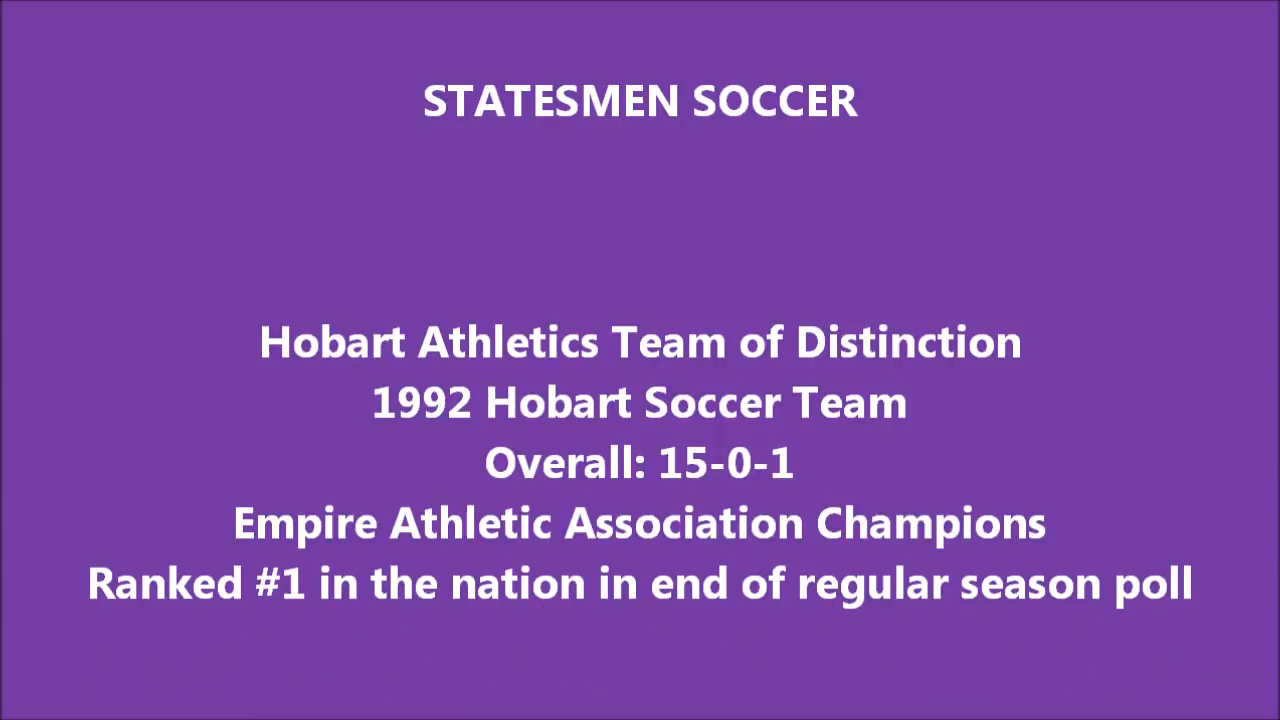 STATESMEN SOCCER
Hobart Athletics Team of Distinction
1992 Hobart Soccer Team
Overall: 15-0-1
Empire Athletic Association Champions
Ranked #1 in the nation in end of regular season poll